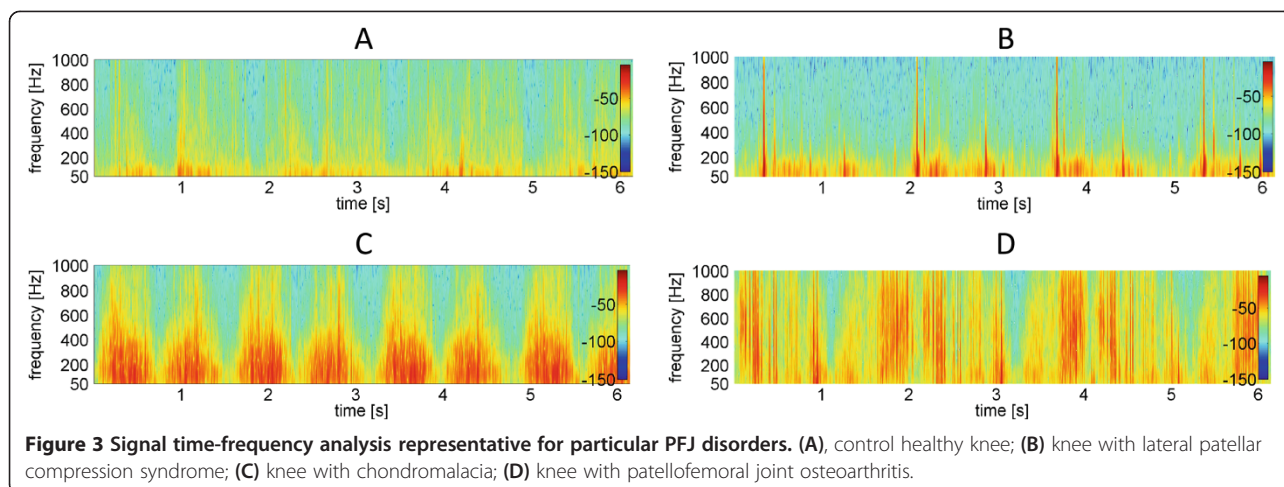 A
B
frequency [Hz]
1000
800
600
400
200
50
-50
-100
-150
1 2 3 4 5 6
time [s]
frequency [Hz]
1000
800
600
400
200
50
-50
-100
-150
1 2 3 4 5 6
time [s]
C
D
frequency [Hz]
1000
800
600
400
200
50
-50
-100
-150
1 2 3 4 5 6
time [s]
frequency [Hz]
1000
800
600
400
200
50
-50
-100
-150
1 2 3 4 5 6
time [s]
Figure 3 Signal time-frequency analysis representative for particular PFJ disorders. (A), control healthy knee; (B) knee with lateral patellar
compression syndrome; (C) knee with chondromalacia; (D) knee with patellofemoral joint osteoarthritis.